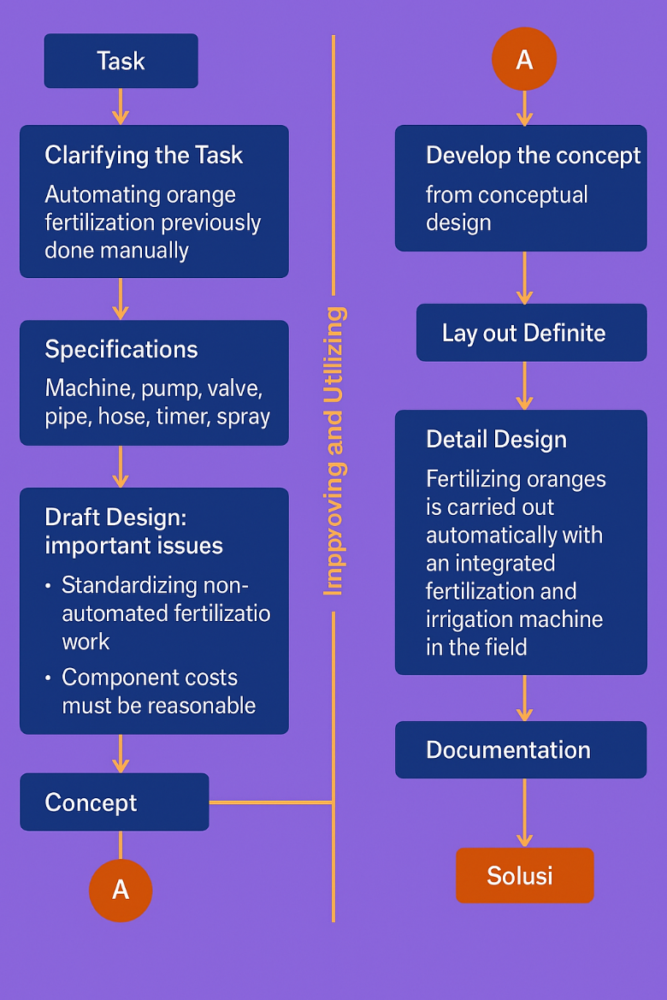 Task
Clarifying the Task
Automating orange
fertilization previously
done manually
Specifications
Machine, pump, valve,
pipe, hose, timer, spray
Draft Design:
important issues
• Standardizing non-
automated fertilizatio
work
• Component costs
must be reasonable
Concept
A
Irnppyoving and Utllizing
A
Develop the concept
from conceptual
design
Lay out Definite
Detail Design
Fertilizing oranges
is carried out
automatically with
an integrated
fertilization and
irrigation machine
in the field
Documentation
Solusi